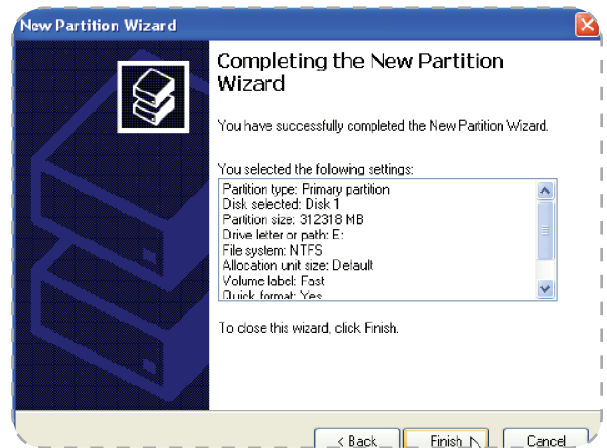 New Partition Wizard
Completing the New Partition
Wizard
You have successfully completed the New Partition Wizard.
You selected the following settings:
Partition type: Primary partition
Disk selected: Disk 1
Partition size: 312318 MB
Drive letter or path: E:
File system: NTFS
Allocation unit size: Default
Volume label: Fast
Quick format: Yes
To close this wizard, click Finish.
< Back Finish Cancel